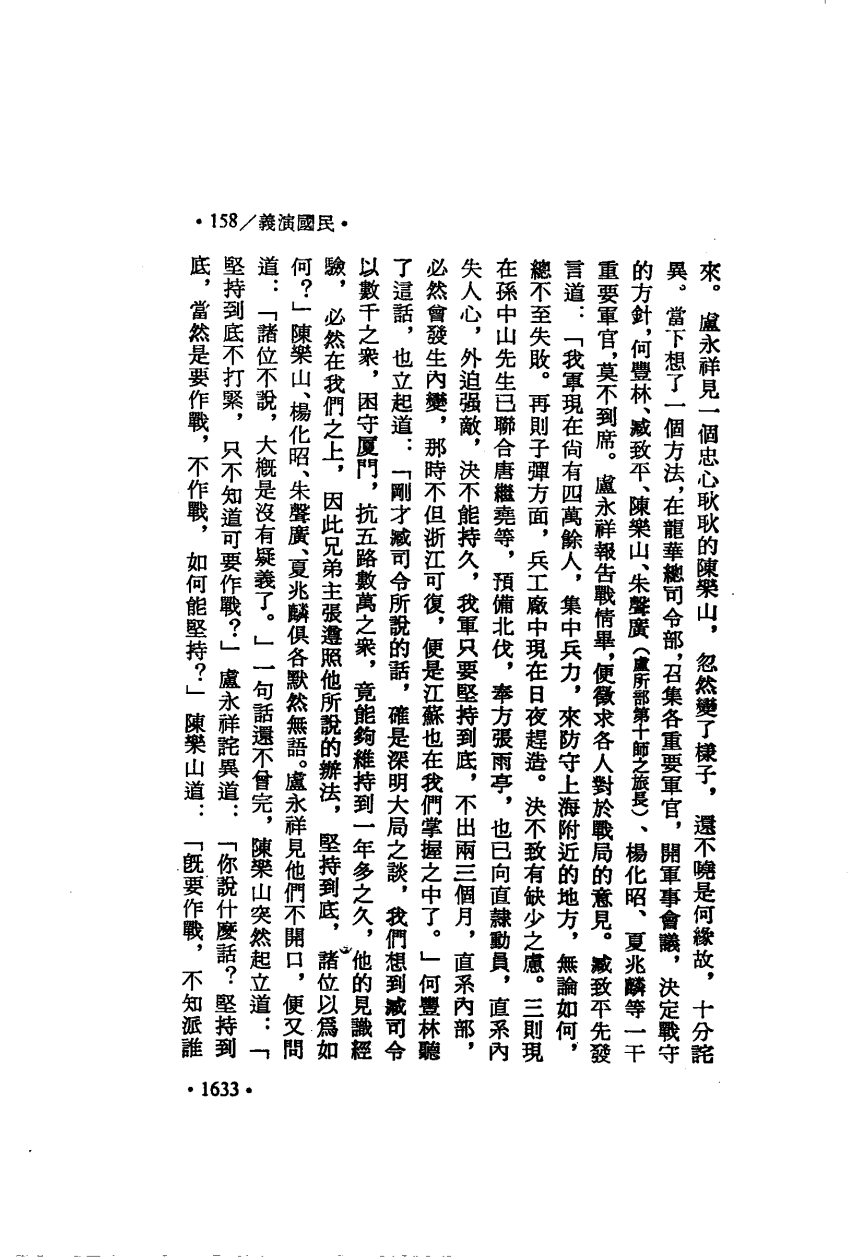 •158／義演國民•
來。盧永祥見一個忠心耿耿的陳樂山，忽然變了樣子，還不曉是何緣故，十分詫
異。當下想了一個方法，在龍華總司令部，召集各重要軍官，開軍事會議，決定戰守
的方針，何豐林、臧致平、陳樂山、朱聲廣（盧所部第十師之旅長）、楊化昭、夏兆麟等一干
重要軍官，莫不到席。盧永祥報告戰情畢，便徵求各人對於戰局的意見。臧致平先發
言道：「我軍現在尙有四萬餘人，集中兵力，來防守上海附近的地方，無論如何，
總不至失敗。再則子彈方面，兵工廠中現在日夜趕造。決不致有缺少之慮。三則現
在孫中山先生已聯合唐繼堯等，預備北伐，奉方張雨亭，也已向直隸動員，直系內
失人心，外迫强敵，決不能持久，我軍只要堅持到底，不出兩三個月，直系內部，
必然會發生內變，那時不但浙江可復，便是江蘇也在我們掌握之中了。」何豐林聽
了這話，也立起道：「剛才臧司令所說的話，確是深明大局之談，我們想到臧司令
以數千之衆，困守厦門，抗五路數萬之衆，竟能夠維持到一年多之久，他的見識經
驗，必然在我們之上，因此兄弟主張遵照他所說的辦法，堅持到底，諸位以爲如
何？」陳樂山、楊化昭、朱聲廣、夏兆麟俱各默然無語。盧永祥見他們不開口，便又問
道：「諸位不說，大槪是沒有疑義了。」一句話還不曾完，陳樂山突然起立道：「
堅持到底不打緊，只不知道可要作戰？」盧永祥詫異道：「你說什麽話？堅持到
底，當然是要作戰，不作戰，如何能堅持？」陳樂山道：「旣要作戰，不知派誰
•1633•